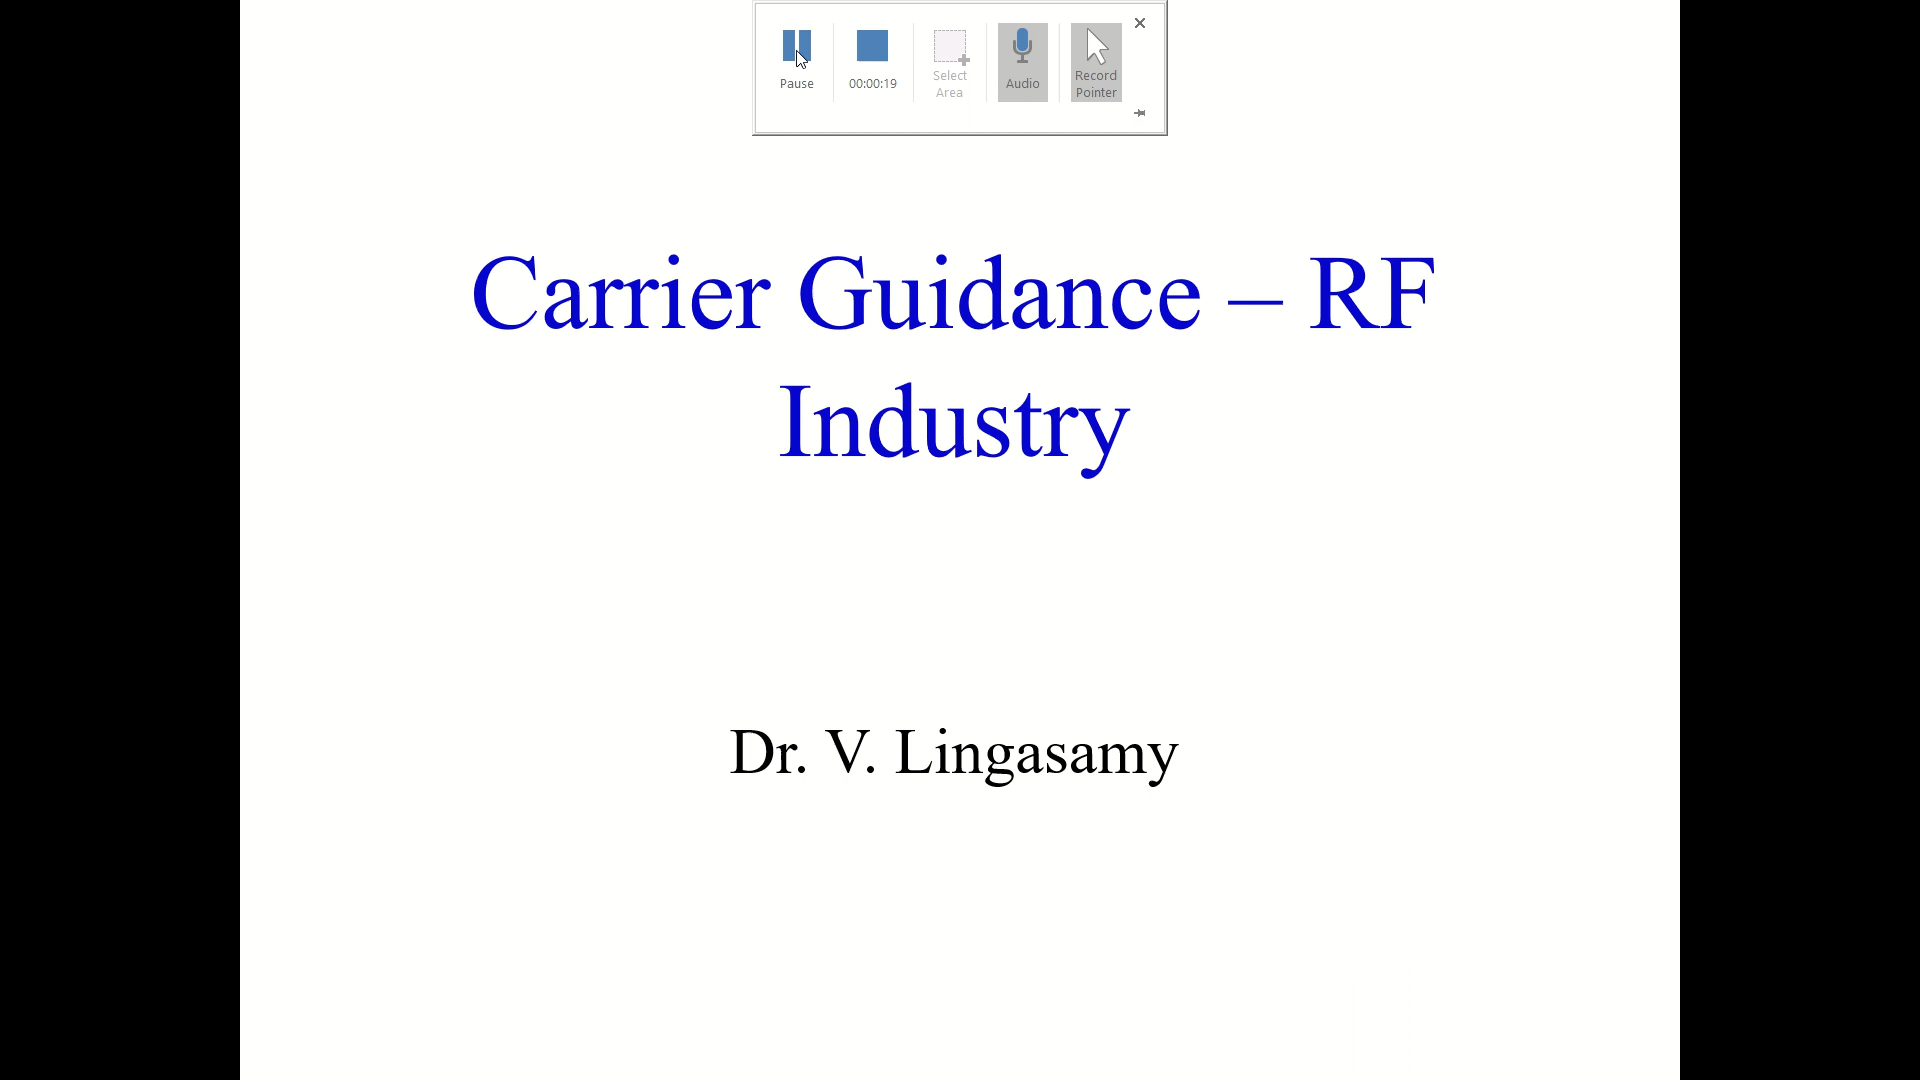 Pause
00:00:19
Select
Area
Audio
Record
Pointer
Carrier Guidance – RF
Industry
Dr. V. Lingasamy